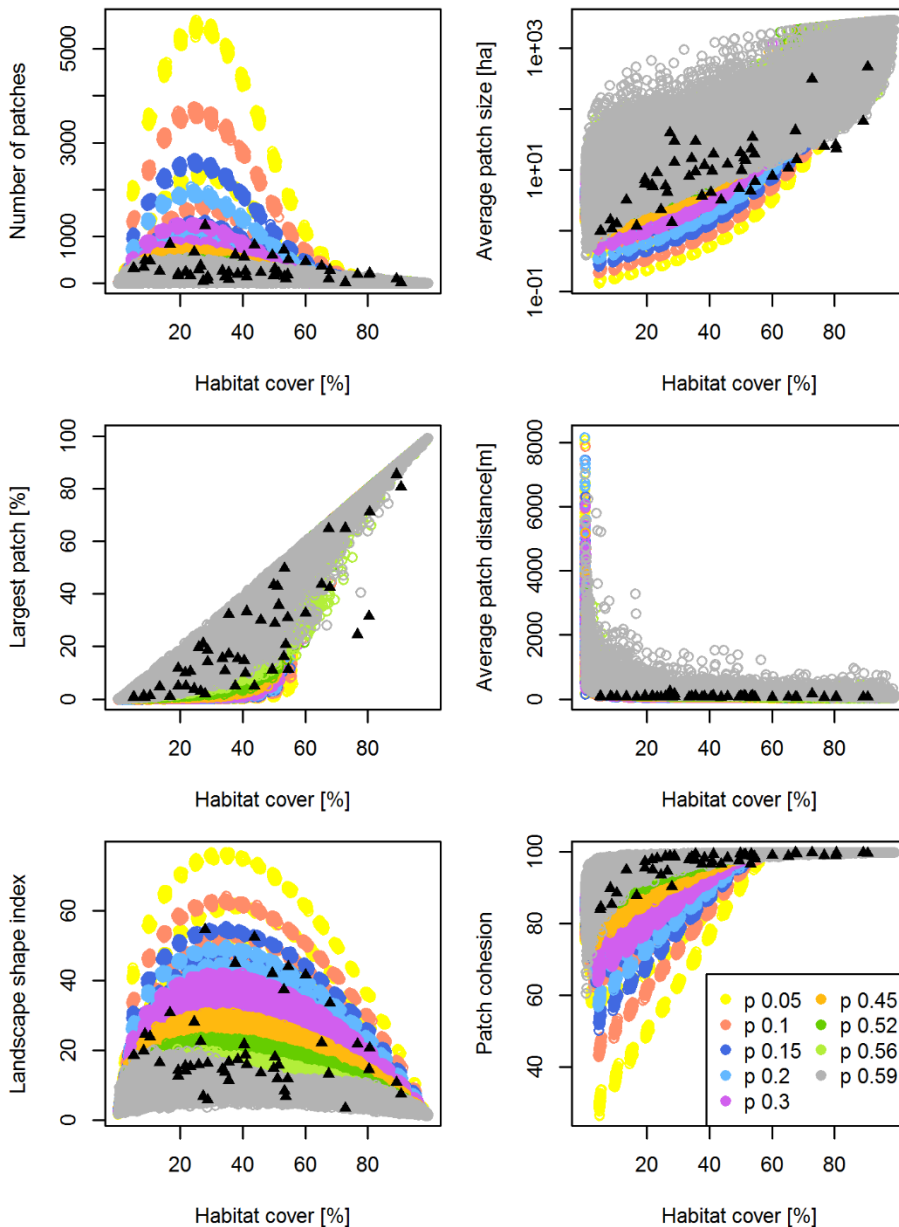 Number of patches
0 1000 3000 5000
20 40 60 80
Habitat cover [%]
Average patch size [ha]
1e-01 1e+01 1e+03
20 40 60 80
Habitat cover [%]
Largest patch [%]
0 20 40 60 80 100
20 40 60 80
Habitat cover [%]
Average patch distance[m]
0 2000 4000 6000 8000
20 40 60 80
Habitat cover [%]
Landscape shape index
0 20 40 60
20 40 60 80
Habitat cover [%]
Patch cohesion
40 60 80 100
p 0.05
p 0.1
p 0.15
p 0.2
p 0.3
p 0.45
p 0.52
p 0.56
p 0.59
20 40 60 80
Habitat cover [%]